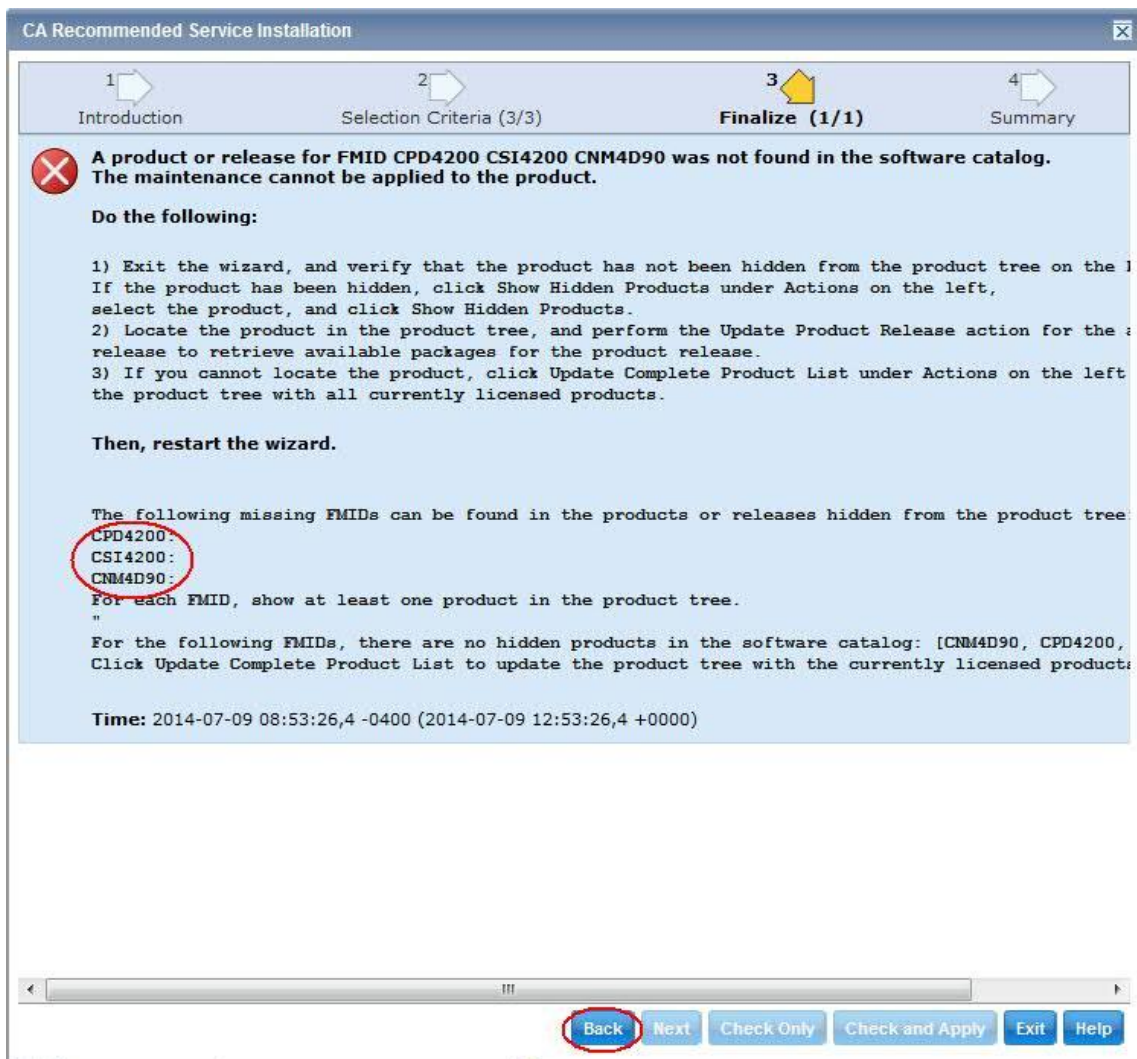 CA Recommended Service Installation
1
2
3
4
Introduction
Selection Criteria (3/3)
Finalize (1/1)
Summary
A product or release for FMID CPD4200 CSI4200 CNM4D90 was not found in the software catalog.
The maintenance cannot be applied to the product.
Do the following:
1) Exit the wizard, and verify that the product has not been hidden from the product tree on the
If the product has been hidden, click Show Hidden Products under Actions on the left,
select the product, and click Show Hidden Products.
2) Locate the product in the product tree, and perform the Update Product Release action for the
release to retrieve available packages for the product release.
3) If you cannot locate the product, click Update Complete Product List under Actions on the left
the product tree with all currently licensed products.
Then, restart the wizard.
The following missing FMIDs can be found in the products or releases hidden from the product tree
CPD4200:
CSI4200:
CNM4D90:
For each FMID, show at least one product in the product tree.
"
For the following FMIDs, there are no hidden products in the software catalog: [CNM4D90, CPD4200,
Click Update Complete Product List to update the product tree with the currently licensed products
Time: 2014-07-09 08:53:26,4 -0400 (2014-07-09 12:53:26,4 +0000)
Back
Next
Check Only
Check and Apply
Exit
Help